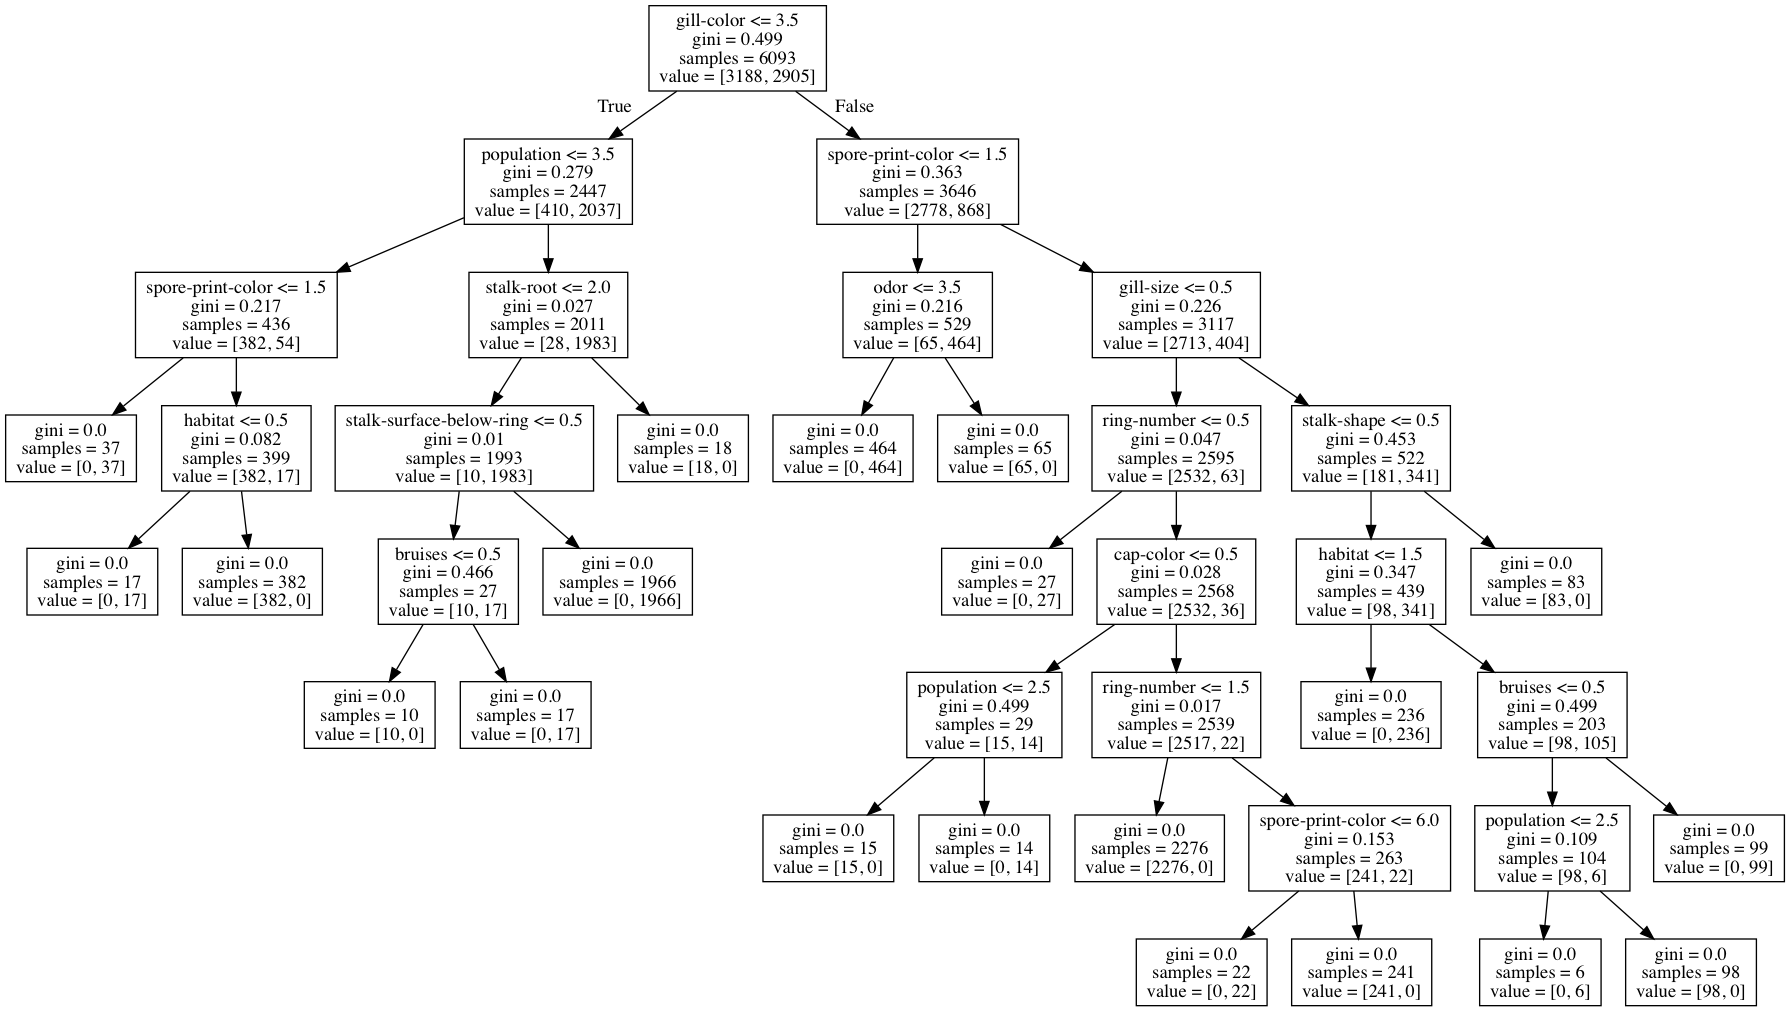 gill-color <= 3.5
gini = 0.499
samples = 6093
value = [3188, 2905]
True
False
population <= 3.5
gini = 0.279
samples = 2447
value = [410, 2037]
spore-print-color <= 1.5
gini = 0.363
samples = 3646
value = [2778, 868]
spore-print-color <= 1.5
gini = 0.217
samples = 436
value = [382, 54]
stalk-root <= 2.0
gini = 0.027
samples = 2011
value = [28, 1983]
odor <= 3.5
gini = 0.216
samples = 529
value = [65, 464]
gill-size <= 0.5
gini = 0.226
samples = 3117
value = [2713, 404]
gini = 0.0
samples = 37
value = [0, 37]
habitat <= 0.5
gini = 0.082
samples = 399
value = [382, 17]
stalk-surface-below-ring <= 0.5
gini = 0.01
samples = 1993
value = [10, 1983]
gini = 0.0
samples = 18
value = [18, 0]
gini = 0.0
samples = 464
value = [0, 464]
gini = 0.0
samples = 65
value = [65, 0]
ring-number <= 0.5
gini = 0.047
samples = 2595
value = [2532, 63]
stalk-shape <= 0.5
gini = 0.453
samples = 522
value = [181, 341]
gini = 0.0
samples = 17
value = [0, 17]
gini = 0.0
samples = 382
value = [382, 0]
bruises <= 0.5
gini = 0.466
samples = 27
value = [10, 17]
gini = 0.0
samples = 1966
value = [0, 1966]
gini = 0.0
samples = 27
value = [0, 27]
cap-color <= 0.5
gini = 0.028
samples = 2568
value = [2532, 36]
habitat <= 1.5
gini = 0.347
samples = 439
value = [98, 341]
gini = 0.0
samples = 83
value = [83, 0]
gini = 0.0
samples = 10
value = [10, 0]
gini = 0.0
samples = 17
value = [0, 17]
population <= 2.5
gini = 0.499
samples = 29
value = [15, 14]
ring-number <= 1.5
gini = 0.017
samples = 2539
value = [2517, 22]
gini = 0.0
samples = 236
value = [0, 236]
bruises <= 0.5
gini = 0.499
samples = 203
value = [98, 105]
gini = 0.0
samples = 15
value = [15, 0]
gini = 0.0
samples = 14
value = [0, 14]
gini = 0.0
samples = 2276
value = [2276, 0]
spore-print-color <= 6.0
gini = 0.153
samples = 263
value = [241, 22]
population <= 2.5
gini = 0.109
samples = 104
value = [98, 6]
gini = 0.0
samples = 99
value = [0, 99]
gini = 0.0
samples = 22
value = [0, 22]
gini = 0.0
samples = 241
value = [241, 0]
gini = 0.0
samples = 6
value = [0, 6]
gini = 0.0
samples = 98
value = [98, 0]